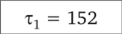 τ₁ = 152